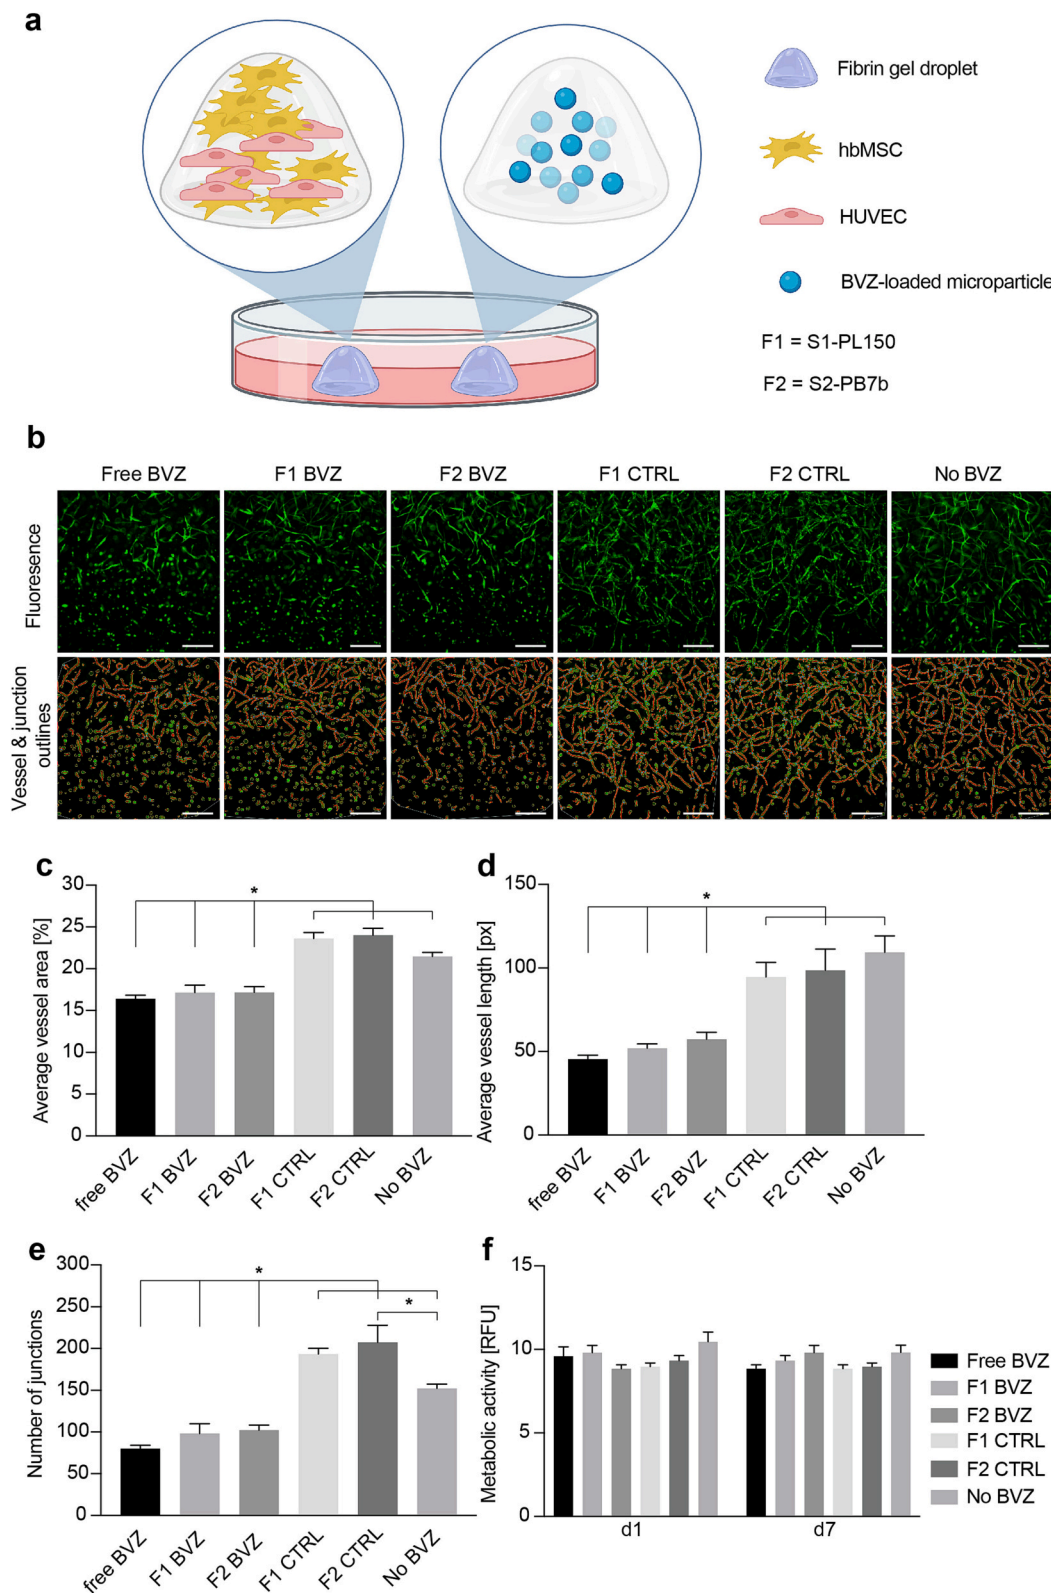 a
Fibrin gel droplet
hbMSC
HUVEC
BVZ-loaded microparticle
F1 = S1-PL150
F2 = S2-PB7b
b
Free BVZ
F1 BVZ
F2 BVZ
F1 CTRL
F2 CTRL
No BVZ
Fluoresence
Vessel & junction
outlines
c
Average vessel area [%]
30
25
20
15
10
5
0
*
free BVZ
F1 BVZ
F2 BVZ
F1 CTRL
F2 CTRL
No BVZ
d
Average vessel length [px]
150
100
50
0
*
free BVZ
F1 BVZ
F2 BVZ
F1 CTRL
F2 CTRL
No BVZ
e
Number of junctions
300
250
200
150
100
50
0
*
*
free BVZ
F1 BVZ
F2 BVZ
F1 CTRL
F2 CTRL
No BVZ
f
Metabolic activity [RFU]
15
10
5
0
d1
d7
Free BVZ
F1 BVZ
F2 BVZ
F1 CTRL
F2 CTRL
No BVZ